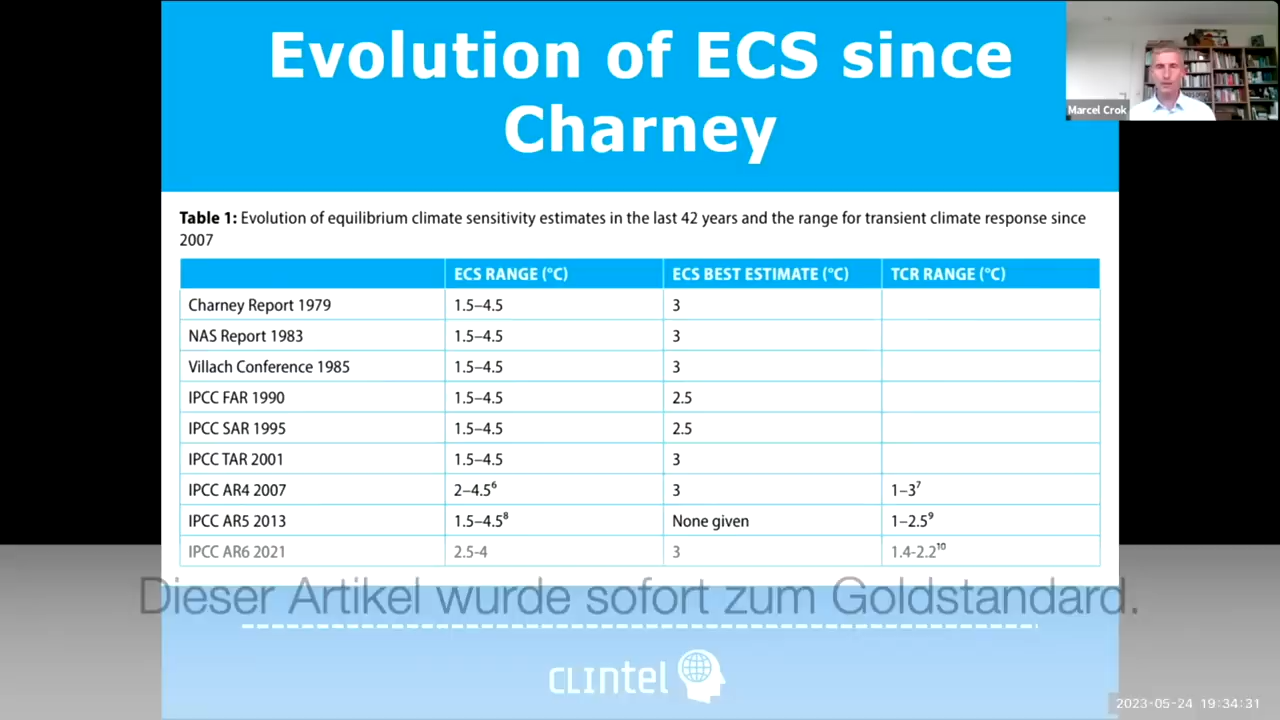 Evolution of ECS since
Charney
Marcel Crok
Table 1: Evolution of equilibrium climate sensitivity estimates in the last 42 years and the range for transient climate response since
2007
ECS RANGE (°C) ECS BEST ESTIMATE (°C) TCR RANGE (°C)
Charney Report 1979 1.5–4.5 3
NAS Report 1983 1.5–4.5 3
Villach Conference 1985 1.5–4.5 3
IPCC FAR 1990 1.5–4.5 2.5
IPCC SAR 1995 1.5–4.5 2.5
IPCC TAR 2001 1.5–4.5 3
IPCC AR4 2007 2–4.5⁶ 3 1–3⁷
IPCC AR5 2013 1.5–4.5⁸ None given 1–2.5⁹
IPCC AR6 2021 2.5-4 3 1.4-2.2¹⁰
Dieser Artikel wurde sofort zum Goldstandard.
CLINTEL
2023-05-24 19:34:31